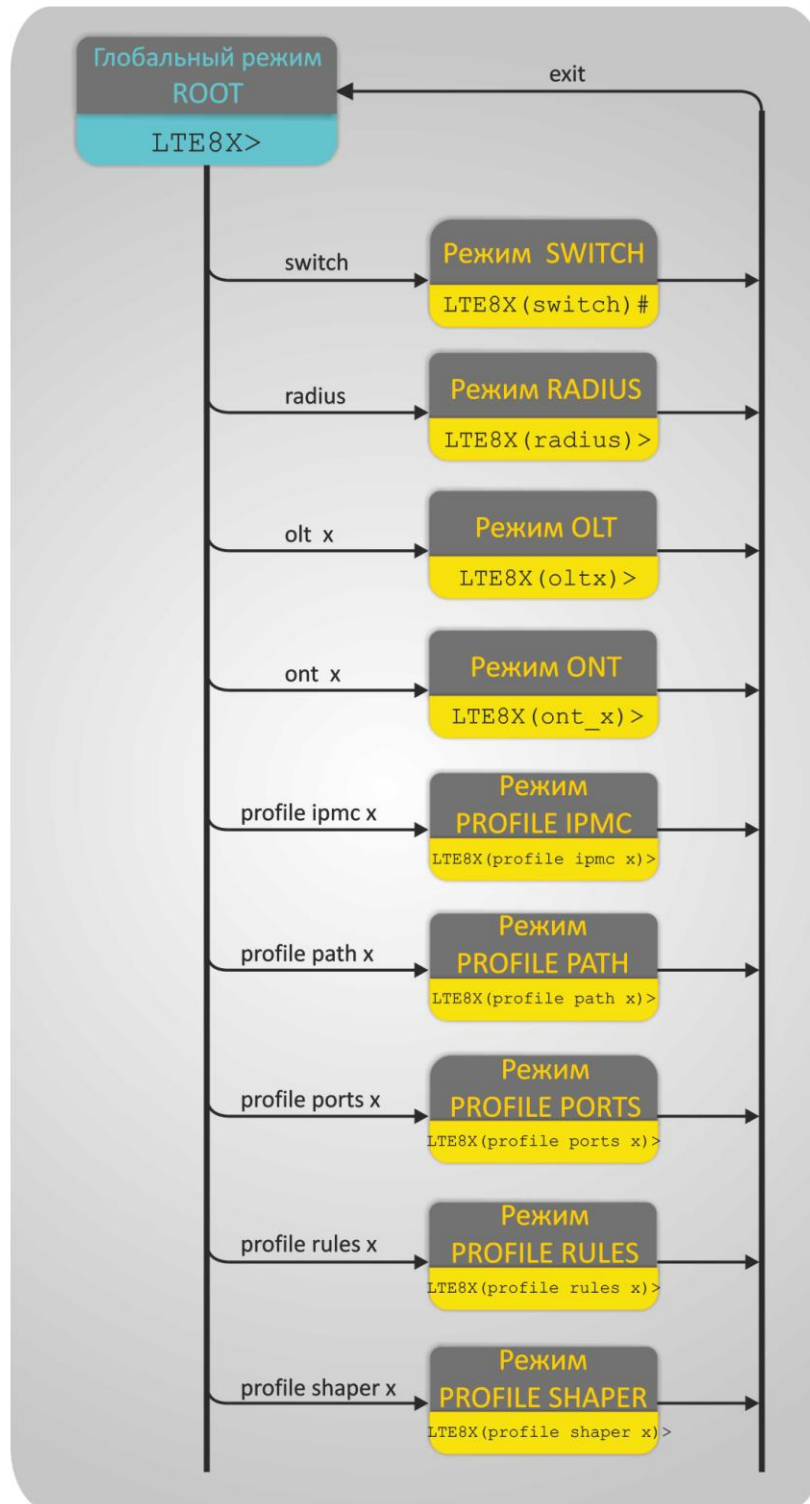 Глобальный режим
ROOT
exit
LTE8X>
switch
Режим SWITCH
LTE8X(switch)#
radius
Режим RADIUS
LTE8X(radius)>
olt x
Режим OLT
LTE8X(oltx)>
ont x
Режим ONT
LTE8X(ont_x)>
profile ipmc x
Режим
PROFILE IPMC
LTE8X(profile ipmc x)>
profile path x
Режим
PROFILE PATH
LTE8X(profile path x)>
profile ports x
Режим
PROFILE PORTS
LTE8X(profile ports x)>
profile rules x
Режим
PROFILE RULES
LTE8X(profile rules x)>
profile shaper x
Режим
PROFILE SHAPER
LTE8X(profile shaper x)>